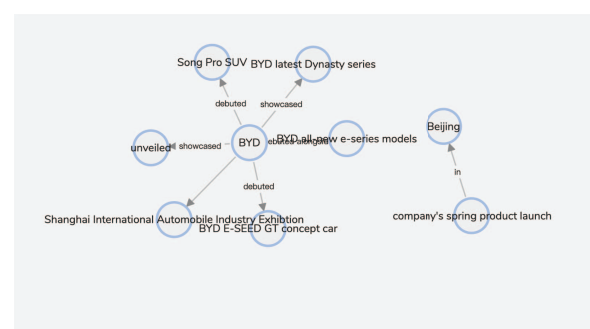 Song Pro SUV
BYD latest Dynasty series
debuted
showcased
Beijing
BYD
BYD all-new e-series models
debuted alongside
unveiled
showcased
in
debuted
Shanghai International Automobile Industry Exhibtion
company's spring product launch
BYD E-SEED GT concept car